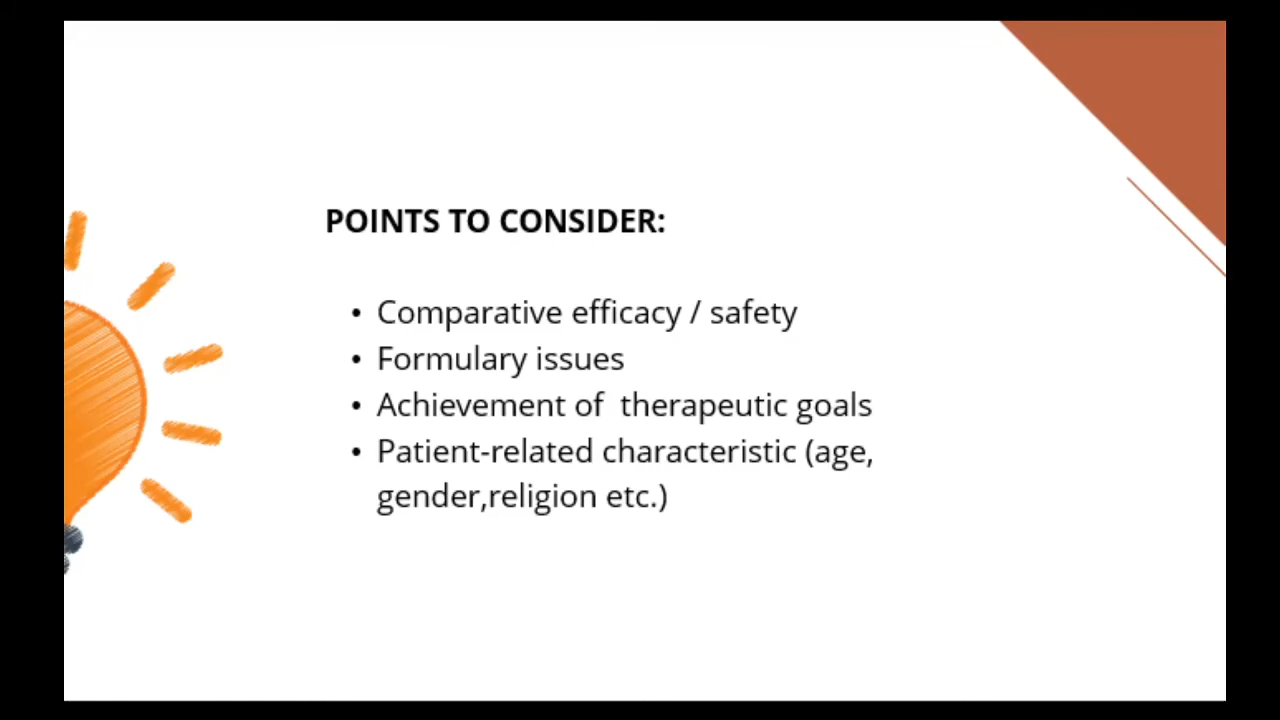 POINTS TO CONSIDER:
• Comparative efficacy / safety
• Formulary issues
• Achievement of  therapeutic goals
• Patient-related characteristic (age,
gender,religion etc.)